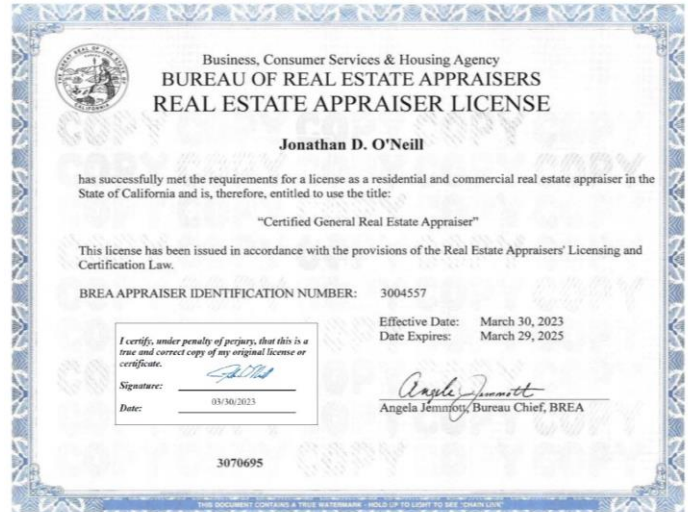 Business, Consumer Services & Housing Agency
BUREAU OF REAL ESTATE APPRAISERS
REAL ESTATE APPRAISER LICENSE
Jonathan D. O'Neill
has successfully met the requirements for a license as a residential and commercial real estate appraiser in the
State of California and is, therefore, entitled to use the title:
"Certified General Real Estate Appraiser"
This license has been issued in accordance with the provisions of the Real Estate Appraisers' Licensing and
Certification Law.
BREA APPRAISER IDENTIFICATION NUMBER: 3004557
Effective Date: March 30, 2023
Date Expires: March 29, 2025
I certify, under penalty of perjury, that this is a
true and correct copy of my original license or
certificate.
Signature:
Date: 03/30/2023
Angela Jemmott
Angela Jemmott, Bureau Chief, BREA
3070695
THIS DOCUMENT CONTAINS A TRUE WATERMARK - HOLD UP TO LIGHT TO SEE "CHAIN LIVE"
COPY COPY COPY COPY